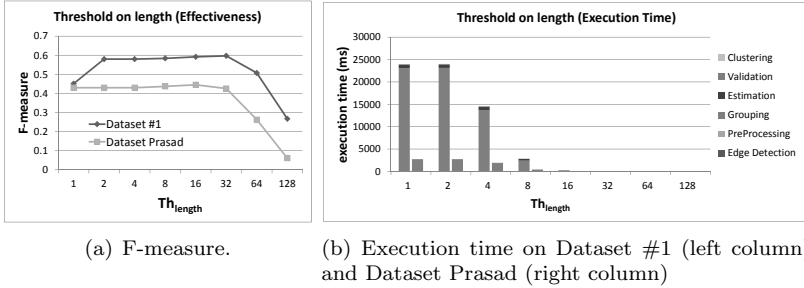 Threshold on length (Effectiveness)
0.7
0.6
0.5
0.4
0.3
0.2
0.1
0
F-measure
Dataset #1
Dataset Prasad
1 2 4 8 16 32 64 128
Th_length
(a) F-measure.
Threshold on length (Execution Time)
30000
25000
20000
15000
10000
5000
0
execution time (ms)
1 2 4 8 16 32 64 128
Th_length
Clustering
Validation
Estimation
Grouping
PreProcessing
Edge Detection
(b) Execution time on Dataset #1 (left column
and Dataset Prasad (right column)